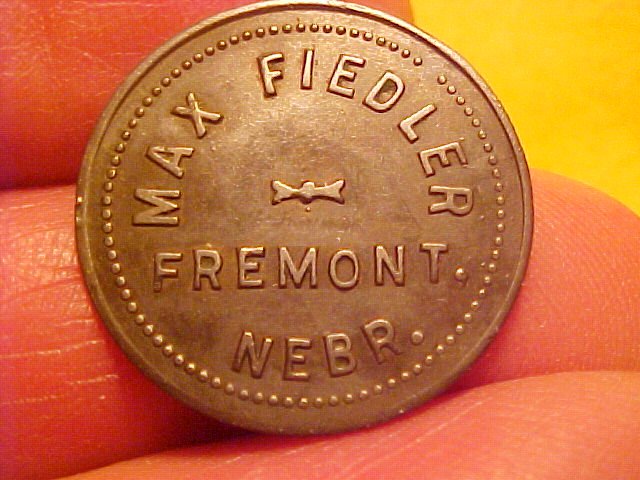 MAX FIEDLER
FREMONT,
NEBR.